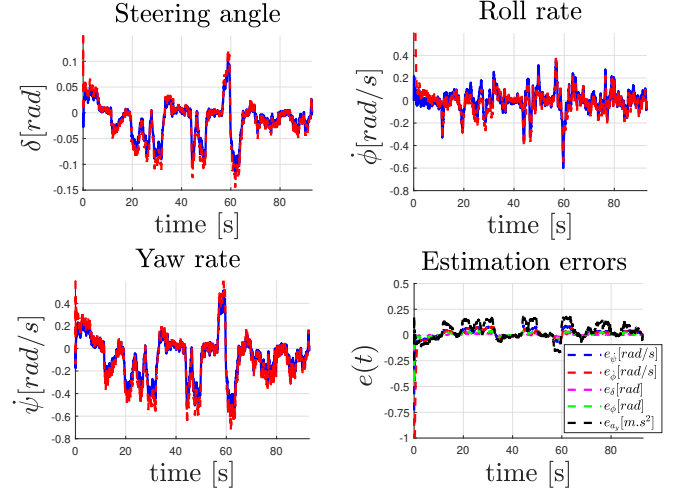 Steering angle
0.1
0.05
0
-0.05
-0.1
-0.15
δ[rad]
0 20 40 60 80
time [s]
Roll rate
0.4
0.2
0
-0.2
-0.4
-0.6
-0.8
ϕ̇[rad/s]
0 20 40 60 80
time [s]
Yaw rate
0.4
0.2
0
-0.2
-0.4
-0.6
-0.8
ψ̇[rad/s]
0 20 40 60 80
time [s]
Estimation errors
0.5
0.25
0
-0.25
-0.5
-0.75
-1
e(t)
0 20 40 60 80
time [s]
e_ψ̇[rad/s]
e_ϕ̇[rad/s]
e_δ[rad]
e_ϕ[rad]
e_{a_y}[m.s²]